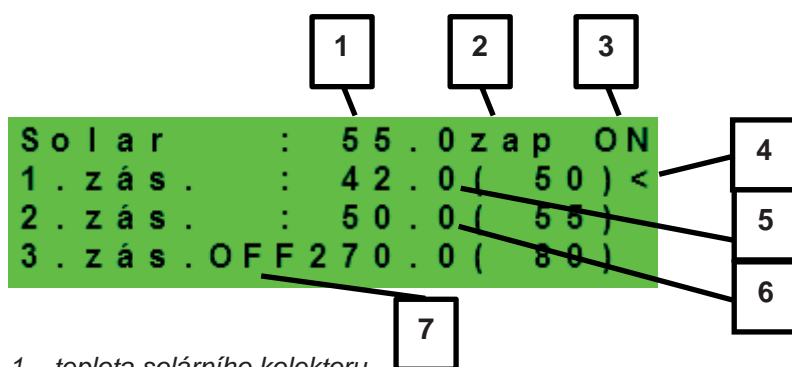 1 2 3
Solar : 55.0zap ON
1.zás. : 42.0( 50)<
2.zás. : 50.0( 55)
3.zás.OFF270.0( 80)
4
5
6
7
1 teplota solárního kolektoru